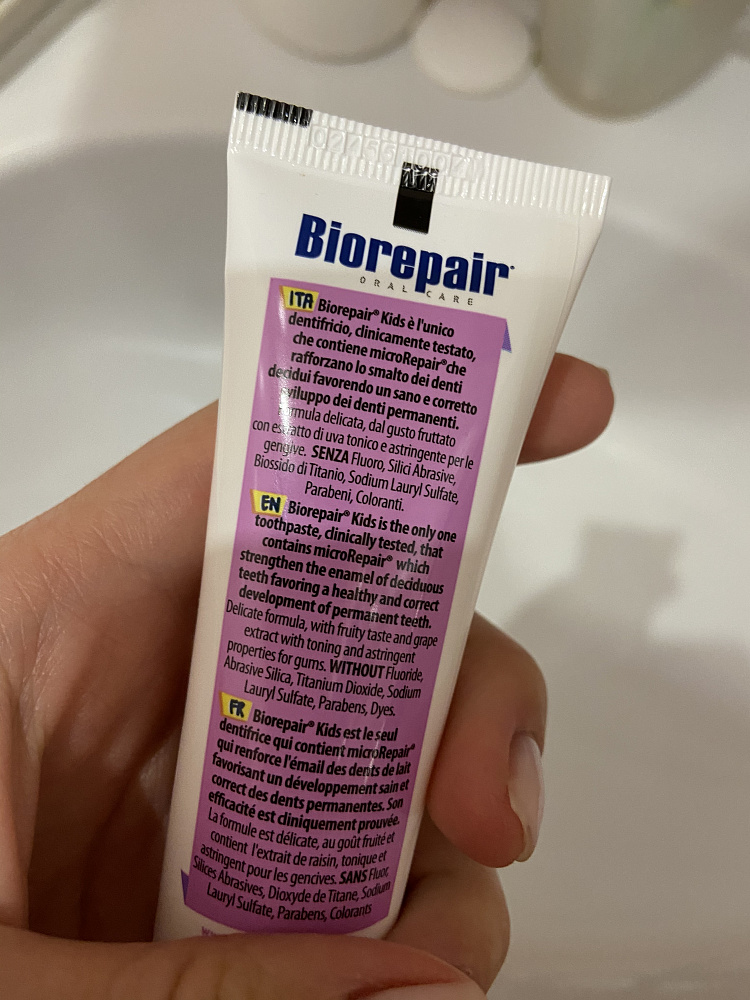 Biorepair
ORAL CARE
ITA Biorepair® Kids è l'unico
dentifricio, clinicamente testato,
che contiene microRepair® che
rafforzano lo smalto dei denti
decidui favorendo un sano e corretto
sviluppo dei denti permanenti.
Formula delicata, dal gusto fruttato
con estratto di uva tonico e astringente per le
gengive. SENZA Fluoro, Silici Abrasive,
Biossido di Titanio, Sodium Lauryl Sulfate,
Parabeni, Coloranti.
EN Biorepair® Kids is the only one
toothpaste, clinically tested, that
contains microRepair® which
strengthen the enamel of deciduous
teeth favoring a healthy and correct
development of permanent teeth.
Delicate formula, with fruity taste and grape
extract with toning and astringent
properties for gums. WITHOUT Fluoride,
Abrasive Silica, Titanium Dioxide, Sodium
Lauryl Sulfate, Parabens, Dyes.
FR Biorepair® Kids est le seul
dentifrice qui contient microRepair®
qui renforce l'émail des dents de lait
favorisant un développement sain et
correct des dents permanentes. Son
efficacité est cliniquement prouvée.
La formule est délicate, au goût fruité et
contient l'extrait de raisin, tonique et
astringent pour les gencives. SANS Fluor,
Silices Abrasives, Dioxyde de Titane, Sodium
Lauryl Sulfate, Parabens, Colorants